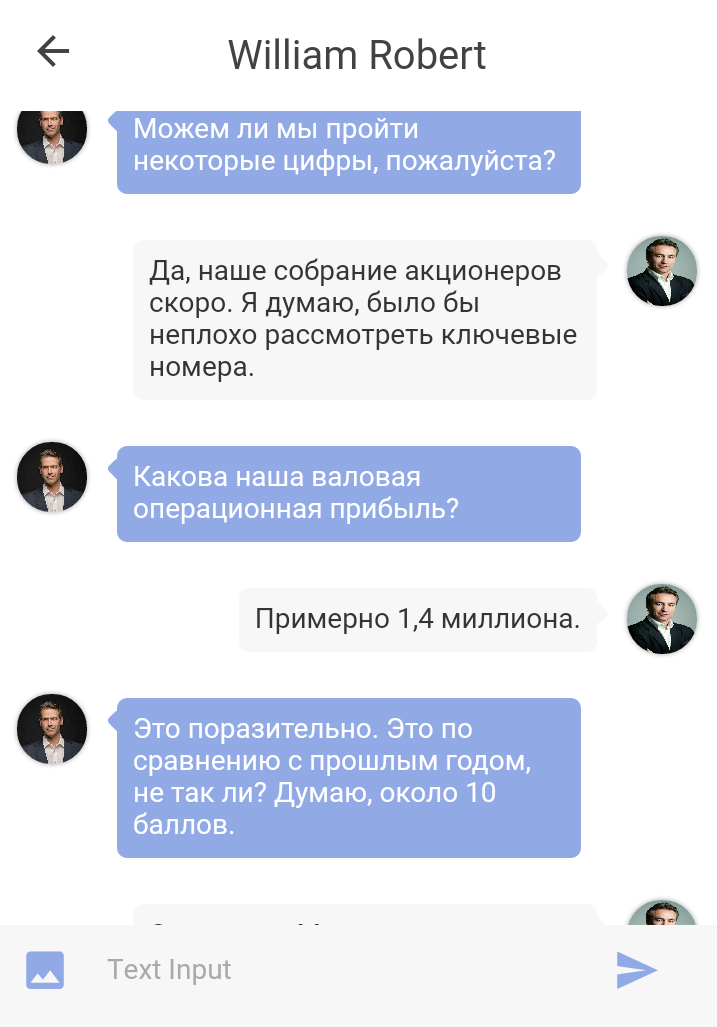 William Robert
Можем ли мы пройти
некоторые цифры, пожалуйста?
Да, наше собрание акционеров
скоро. Я думаю, было бы
неплохо рассмотреть ключевые
номера.
Какова наша валовая
операционная прибыль?
Примерно 1,4 миллиона.
Это поразительно. Это по
сравнению с прошлым годом,
не так ли? Думаю, около 10
баллов.
Text Input